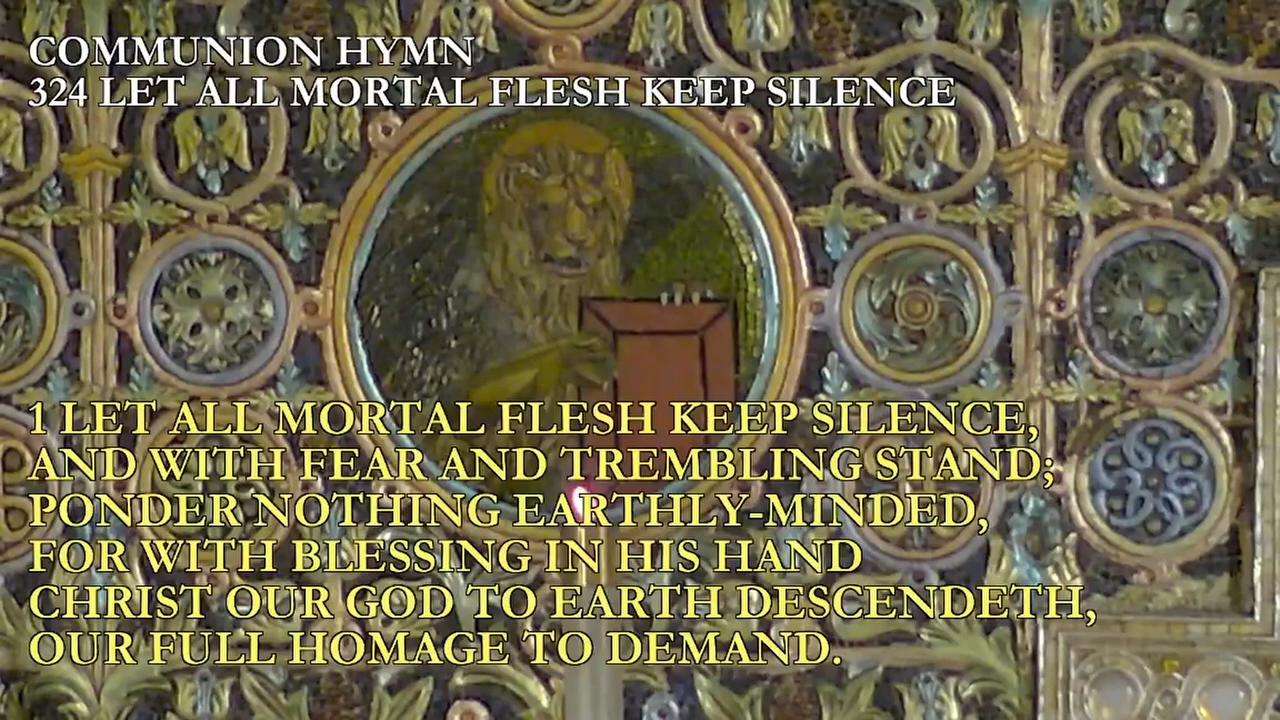 COMMUNION HYMN
324 LET ALL MORTAL FLESH KEEP SILENCE
1 LET ALL MORTAL FLESH KEEP SILENCE,
AND WITH FEAR AND TREMBLING STAND;
PONDER NOTHING EARTHLY-MINDED,
FOR WITH BLESSING IN HIS HAND
CHRIST OUR GOD TO EARTH DESCENDETH,
OUR FULL HOMAGE TO DEMAND.